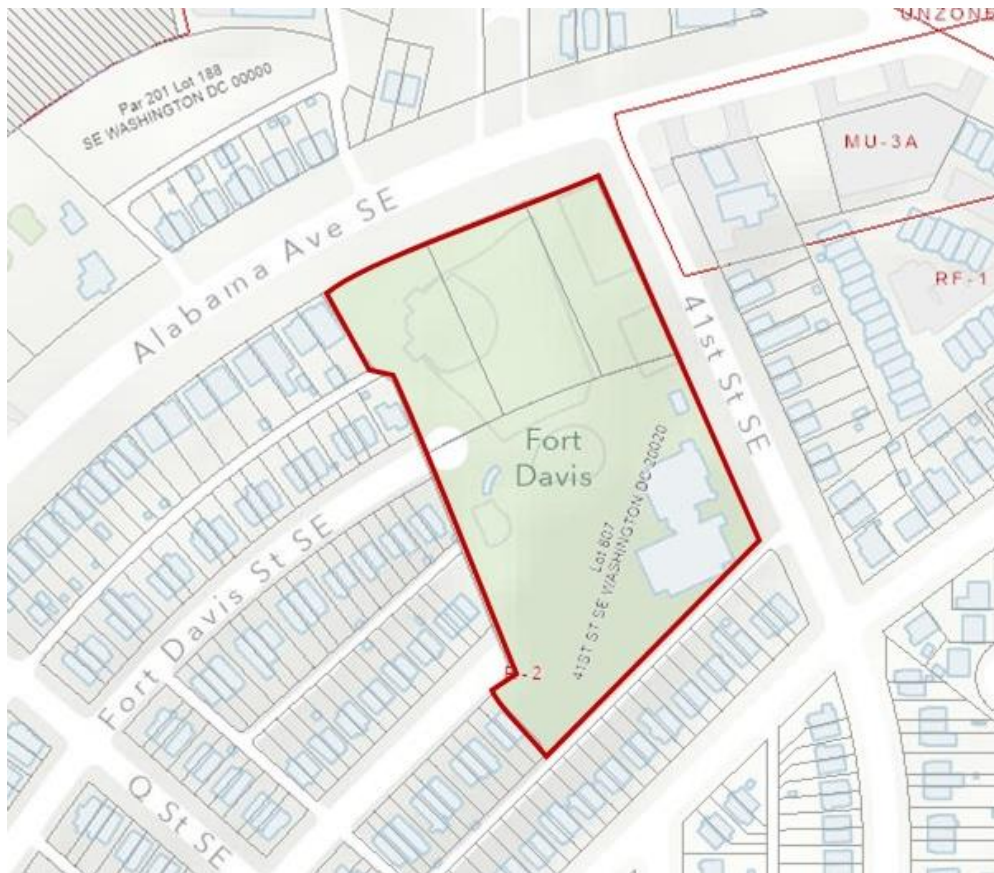 UNZONE
Par 201 Lot 188
SE WASHINGTON DC 00000
MU-3A
Alabama Ave SE
RF-1
41st St SE
Fort
Davis
Lot 807
41ST ST SE WASHINGTON DC 20020
Fort Davis St SE
-2
Q St SE